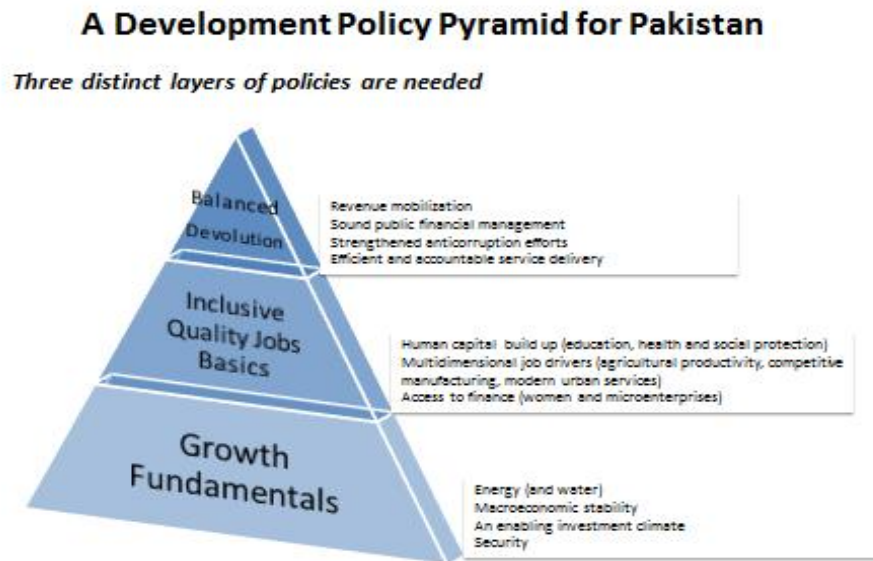 A Development Policy Pyramid for Pakistan
Three distinct layers of policies are needed
Balanced
Devolution
Revenue mobilization
Sound public financial management
Strengthened anticorruption efforts
Efficient and accountable service delivery
Inclusive
Quality Jobs
Basics
Human capital build up (education, health and social protection)
Multidimensional job drivers (agricultural productivity, competitive
manufacturing, modern urban services)
Access to finance (women and microenterprises)
Growth
Fundamentals
Energy (and water)
Macroeconomic stability
An enabling investment climate
Security